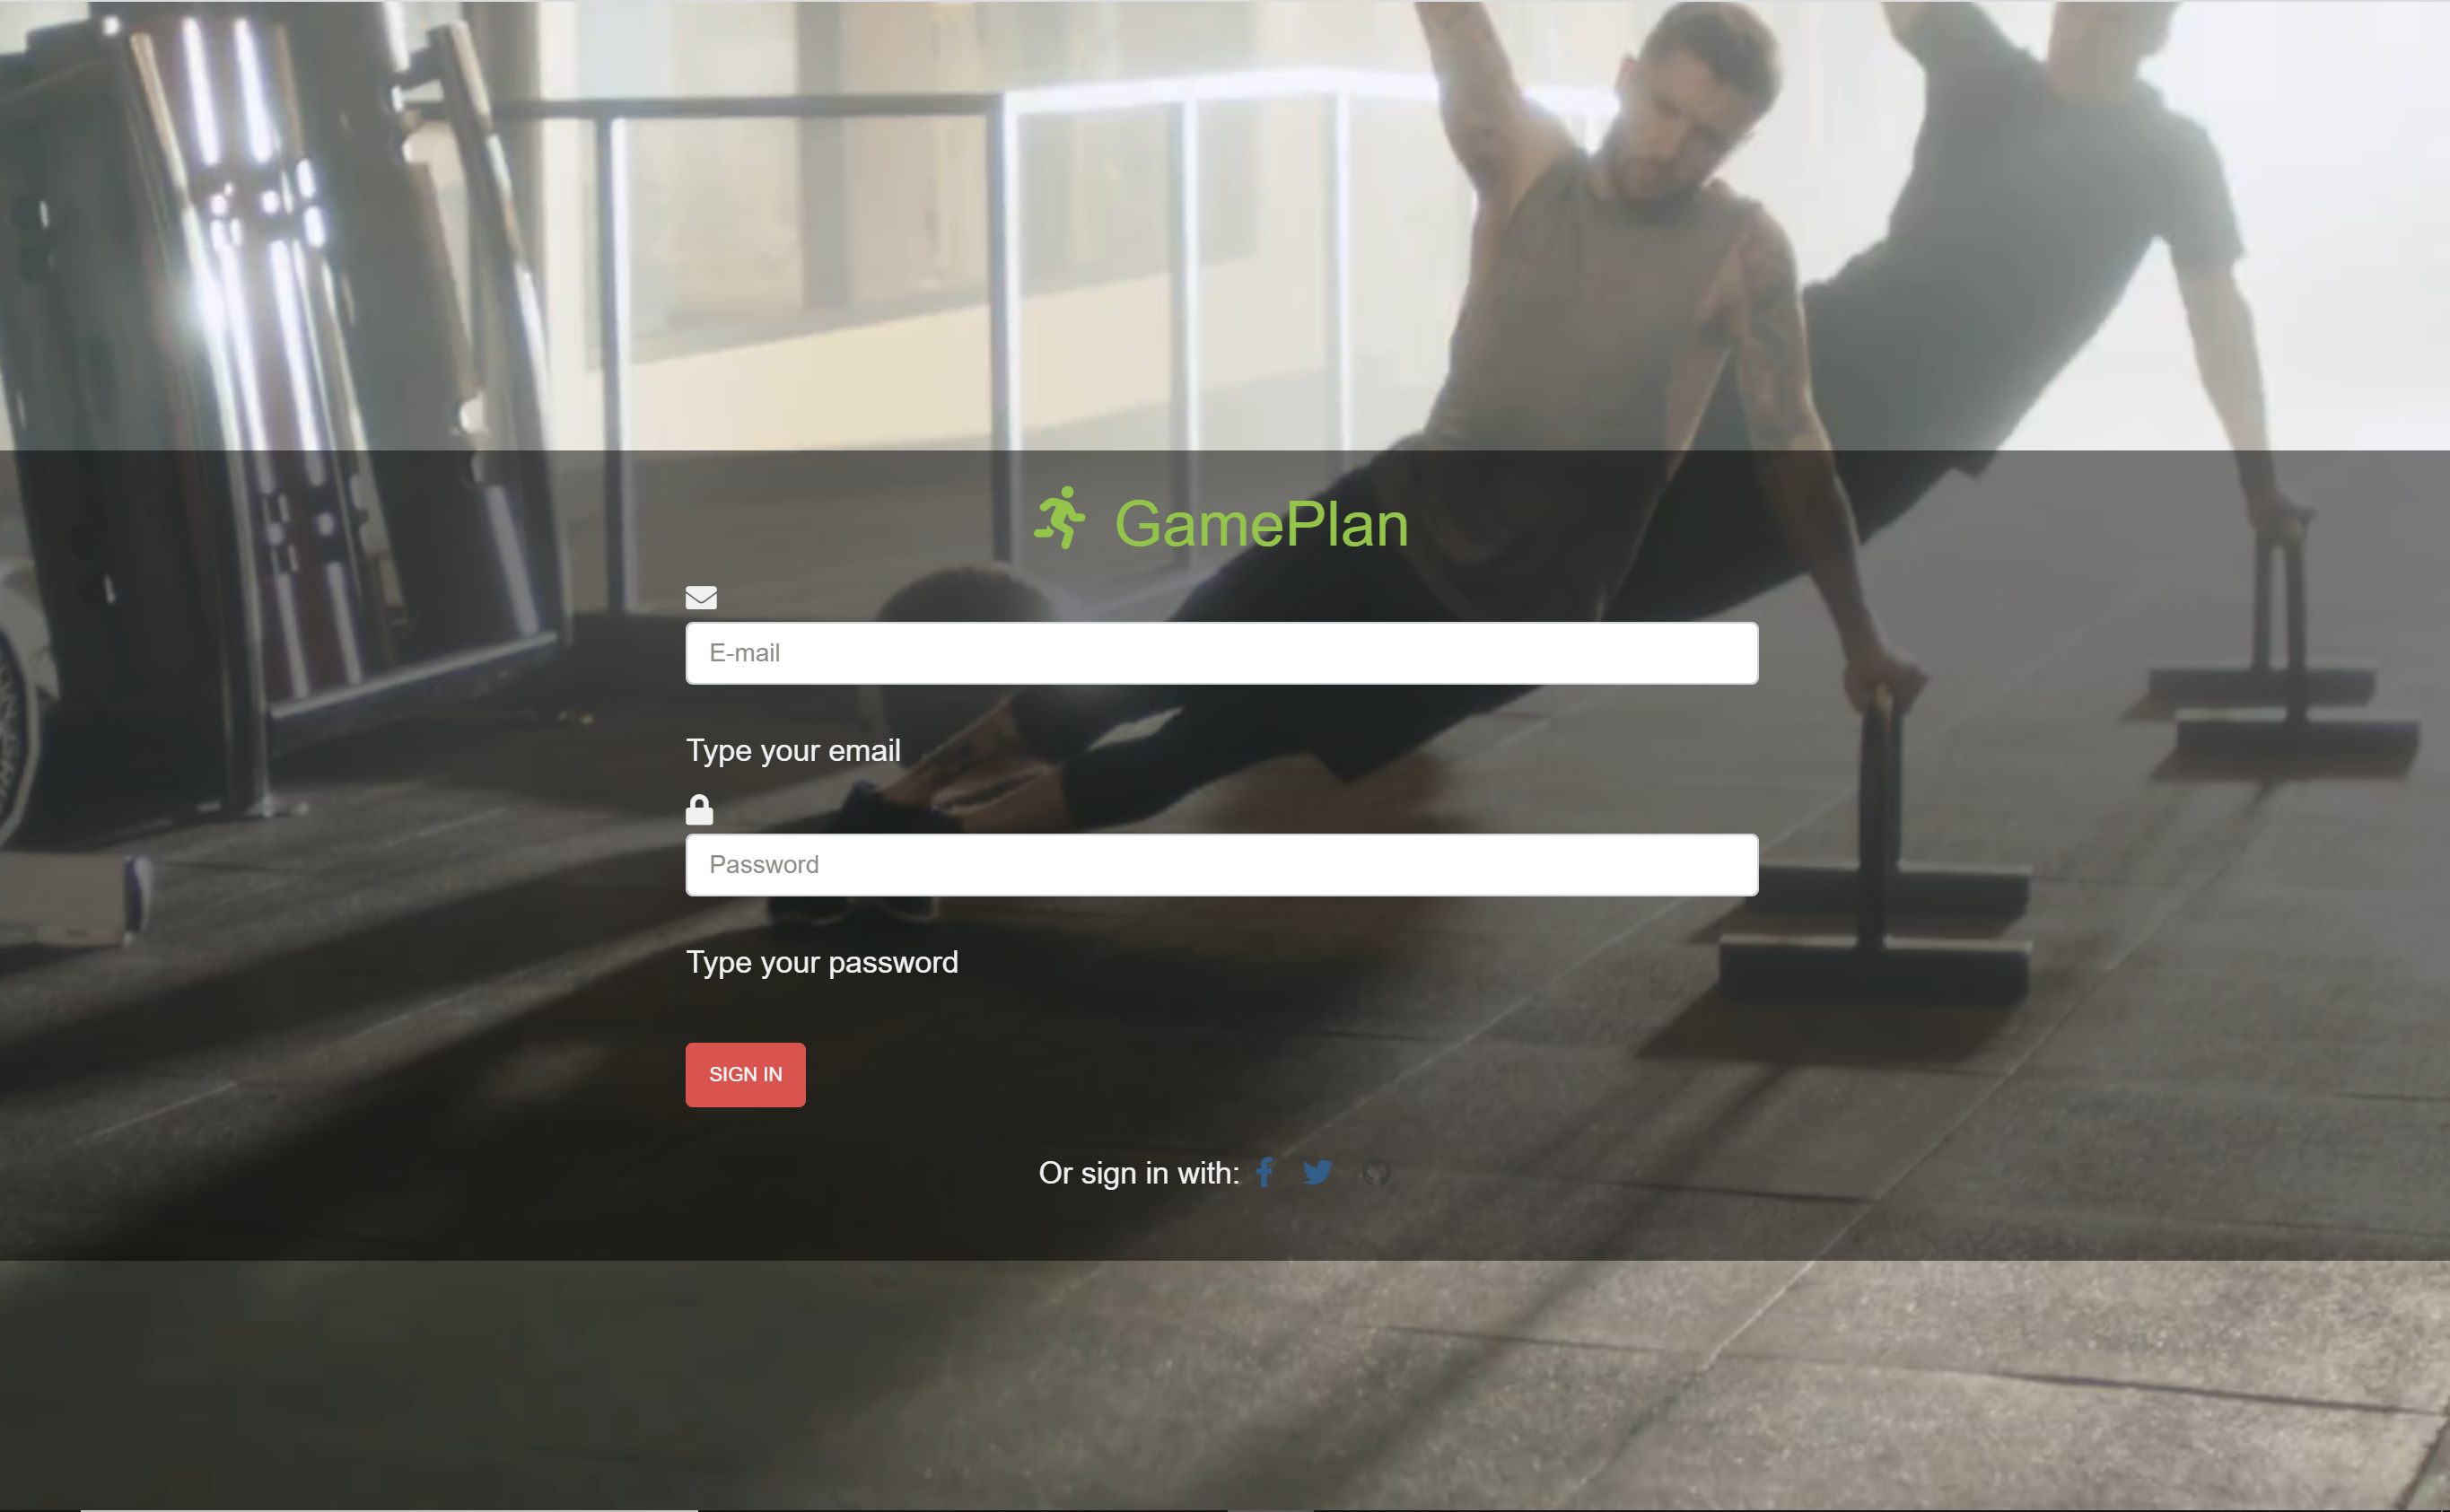 GamePlan
E-mail
Type your email
Password
Type your password
SIGN IN
Or sign in with: